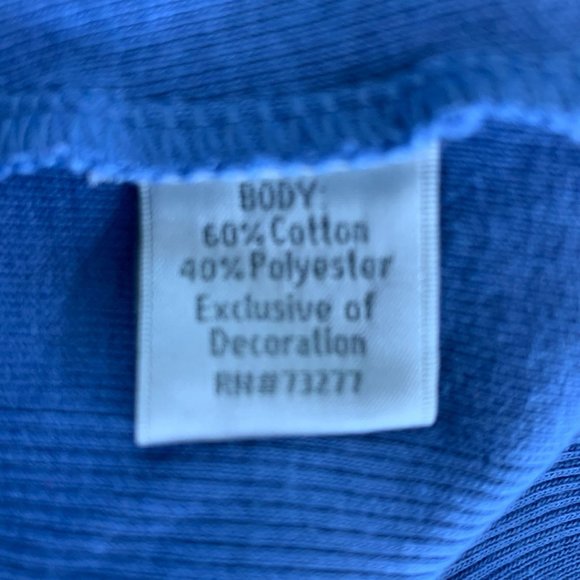 BODY:
60% Cotton
40% Polyester
Exclusive of
Decoration
RN#73277